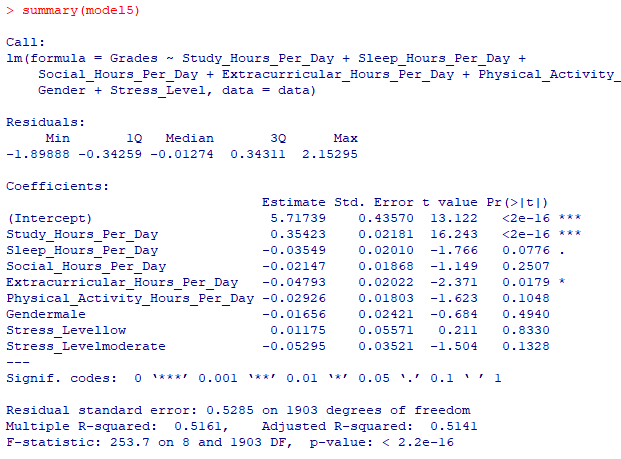 > summary(model5)
Call:
lm(formula = Grades ~ Study_Hours_Per_Day + Sleep_Hours_Per_Day +
    Social_Hours_Per_Day + Extracurricular_Hours_Per_Day + Physical_Activity_
    Gender + Stress_Level, data = data)
Residuals:
     Min       1Q   Median       3Q      Max
-1.89888 -0.34259 -0.01274  0.34311  2.15295
Coefficients:
                                Estimate Std. Error t value Pr(>|t|)
(Intercept)                      5.71739    0.43570  13.122   <2e-16 ***
Study_Hours_Per_Day              0.35423    0.02181  16.243   <2e-16 ***
Sleep_Hours_Per_Day             -0.03549    0.02010  -1.766   0.0776 .
Social_Hours_Per_Day            -0.02147    0.01868  -1.149   0.2507
Extracurricular_Hours_Per_Day   -0.04793    0.02022  -2.371   0.0179 *
Physical_Activity_Hours_Per_Day -0.02926    0.01803  -1.623   0.1048
Gendermale                      -0.01656    0.02421  -0.684   0.4940
Stress_Levellow                  0.01175    0.05571   0.211   0.8330
Stress_Levelmoderate            -0.05295    0.03521  -1.504   0.1328
---
Signif. codes:  0 ‘***’ 0.001 ‘**’ 0.01 ‘*’ 0.05 ‘.’ 0.1 ‘ ’ 1
Residual standard error: 0.5285 on 1903 degrees of freedom
Multiple R-squared:  0.5161,    Adjusted R-squared:  0.5141
F-statistic: 253.7 on 8 and 1903 DF,  p-value: < 2.2e-16